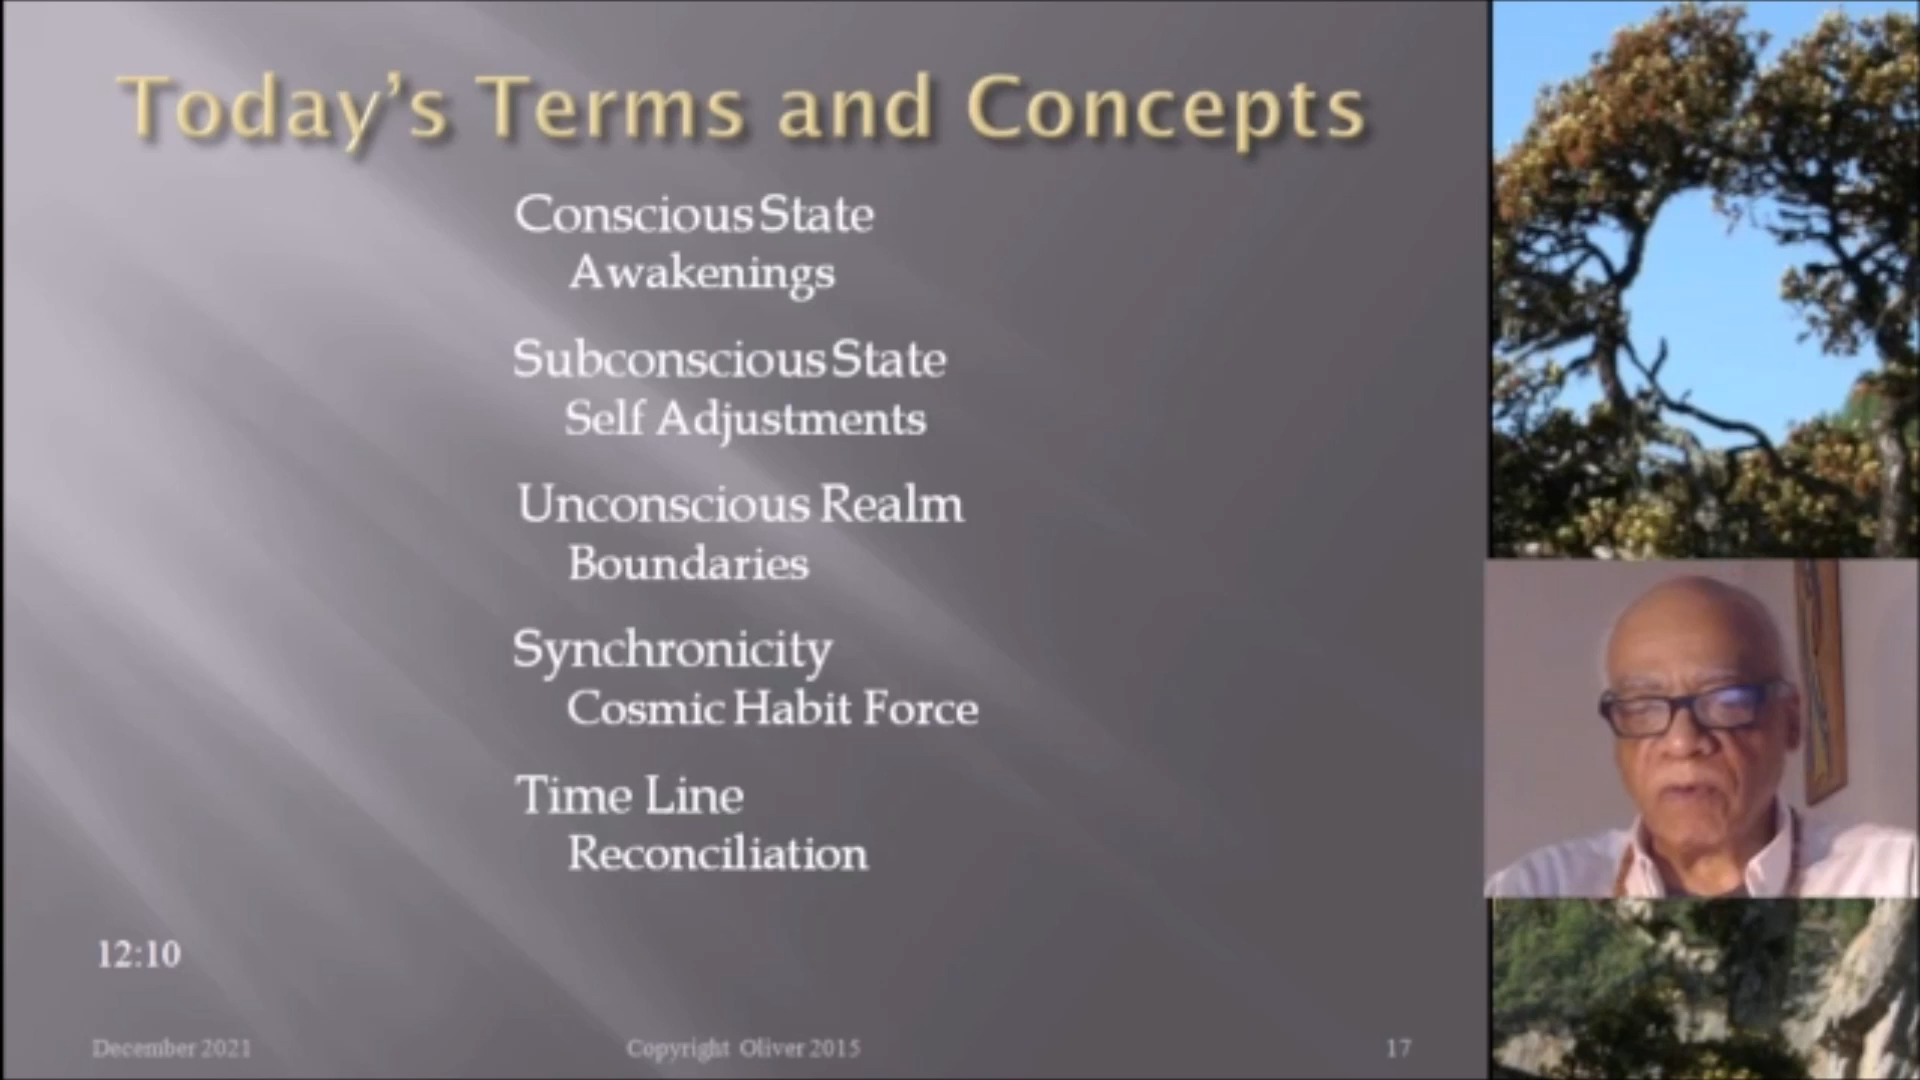 Today's Terms and Concepts
Conscious State
Awakenings
Subconscious State
Self Adjustments
Unconscious Realm
Boundaries
Synchronicity
Cosmic Habit Force
Time Line
Reconciliation
12:10
December 2021
Copyright Oliver 2015
17